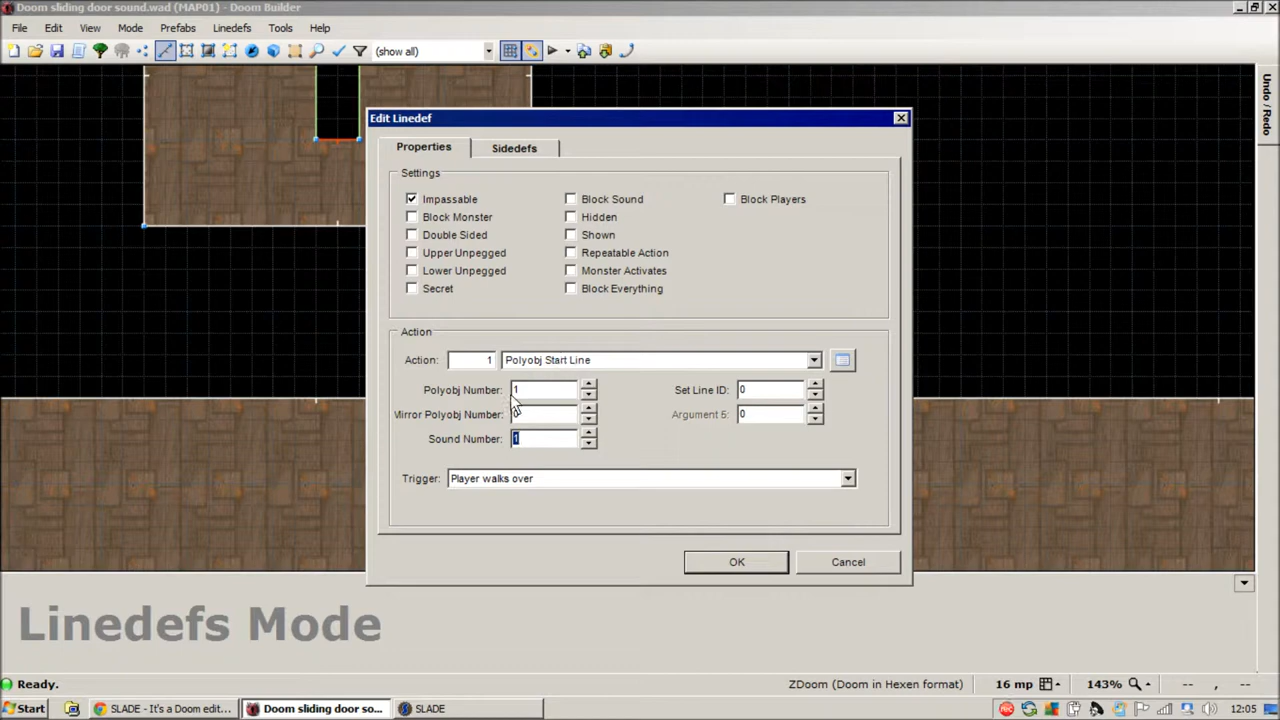 Doom sliding door sound.wad (MAP01) - Doom Builder
File Edit View Mode Prefabs Linedefs Tools Help
(show all)
Undo / Redo
Edit Linedef
Properties Sidedefs
Settings
Impassable Block Sound Block Players
Block Monster Hidden
Double Sided Shown
Upper Unpegged Repeatable Action
Lower Unpegged Monster Activates
Secret Block Everything
Action
Action: 1 Polyobj Start Line
Polyobj Number: 1 Set Line ID: 0
Mirror Polyobj Number: 0 Argument 5: 0
Sound Number: 1
Trigger: Player walks over
OK Cancel
Linedefs Mode
Ready. ZDoom (Doom in Hexen format) 16 mp 143% -- , --
Start SLADE - It's a Doom edit... Doom sliding door so... SLADE 12:05